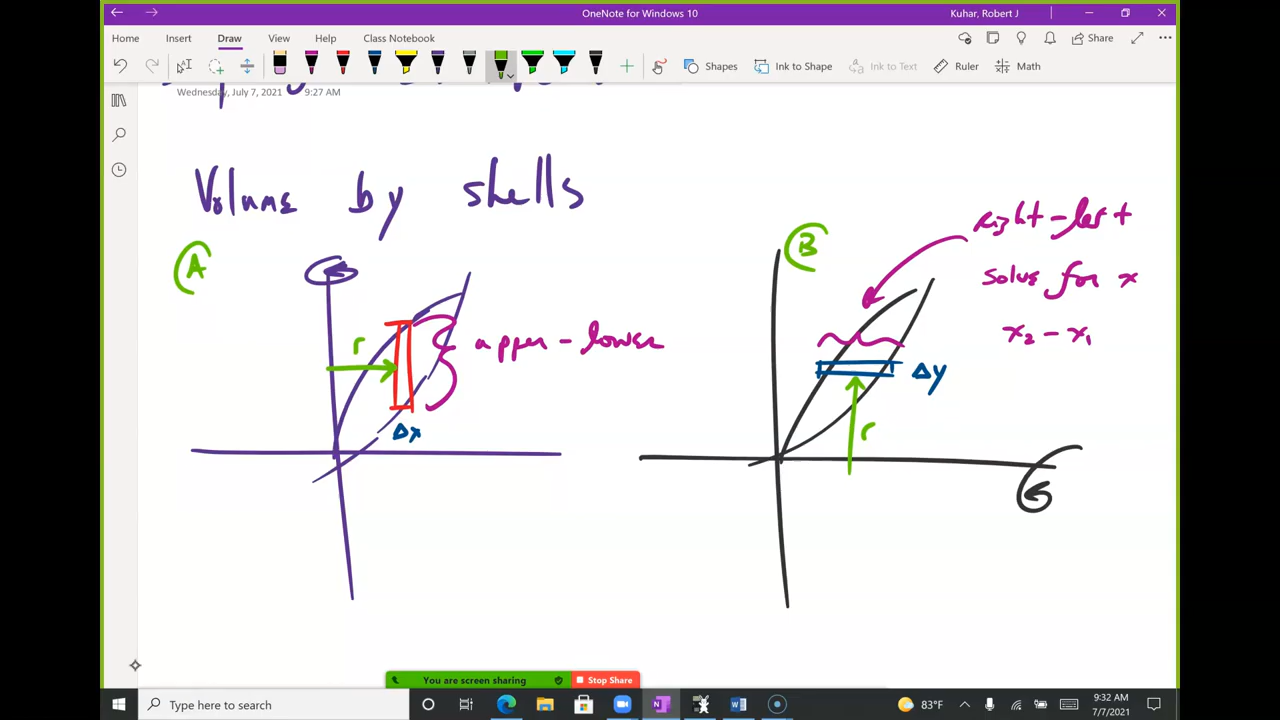 OneNote for Windows 10
Kuhar, Robert J
Home Insert Draw View Help Class Notebook
Share
Shapes Ink to Shape Ink to Text Ruler Math
Wednesday, July 7, 2021 9:27 AM
Volume by shells
A
r
upper - lower
Δx
B
right - left
solve for x
x₂ - x₁
Δy
r
You are screen sharing Stop Share
Type here to search
83°F
9:32 AM
7/7/2021